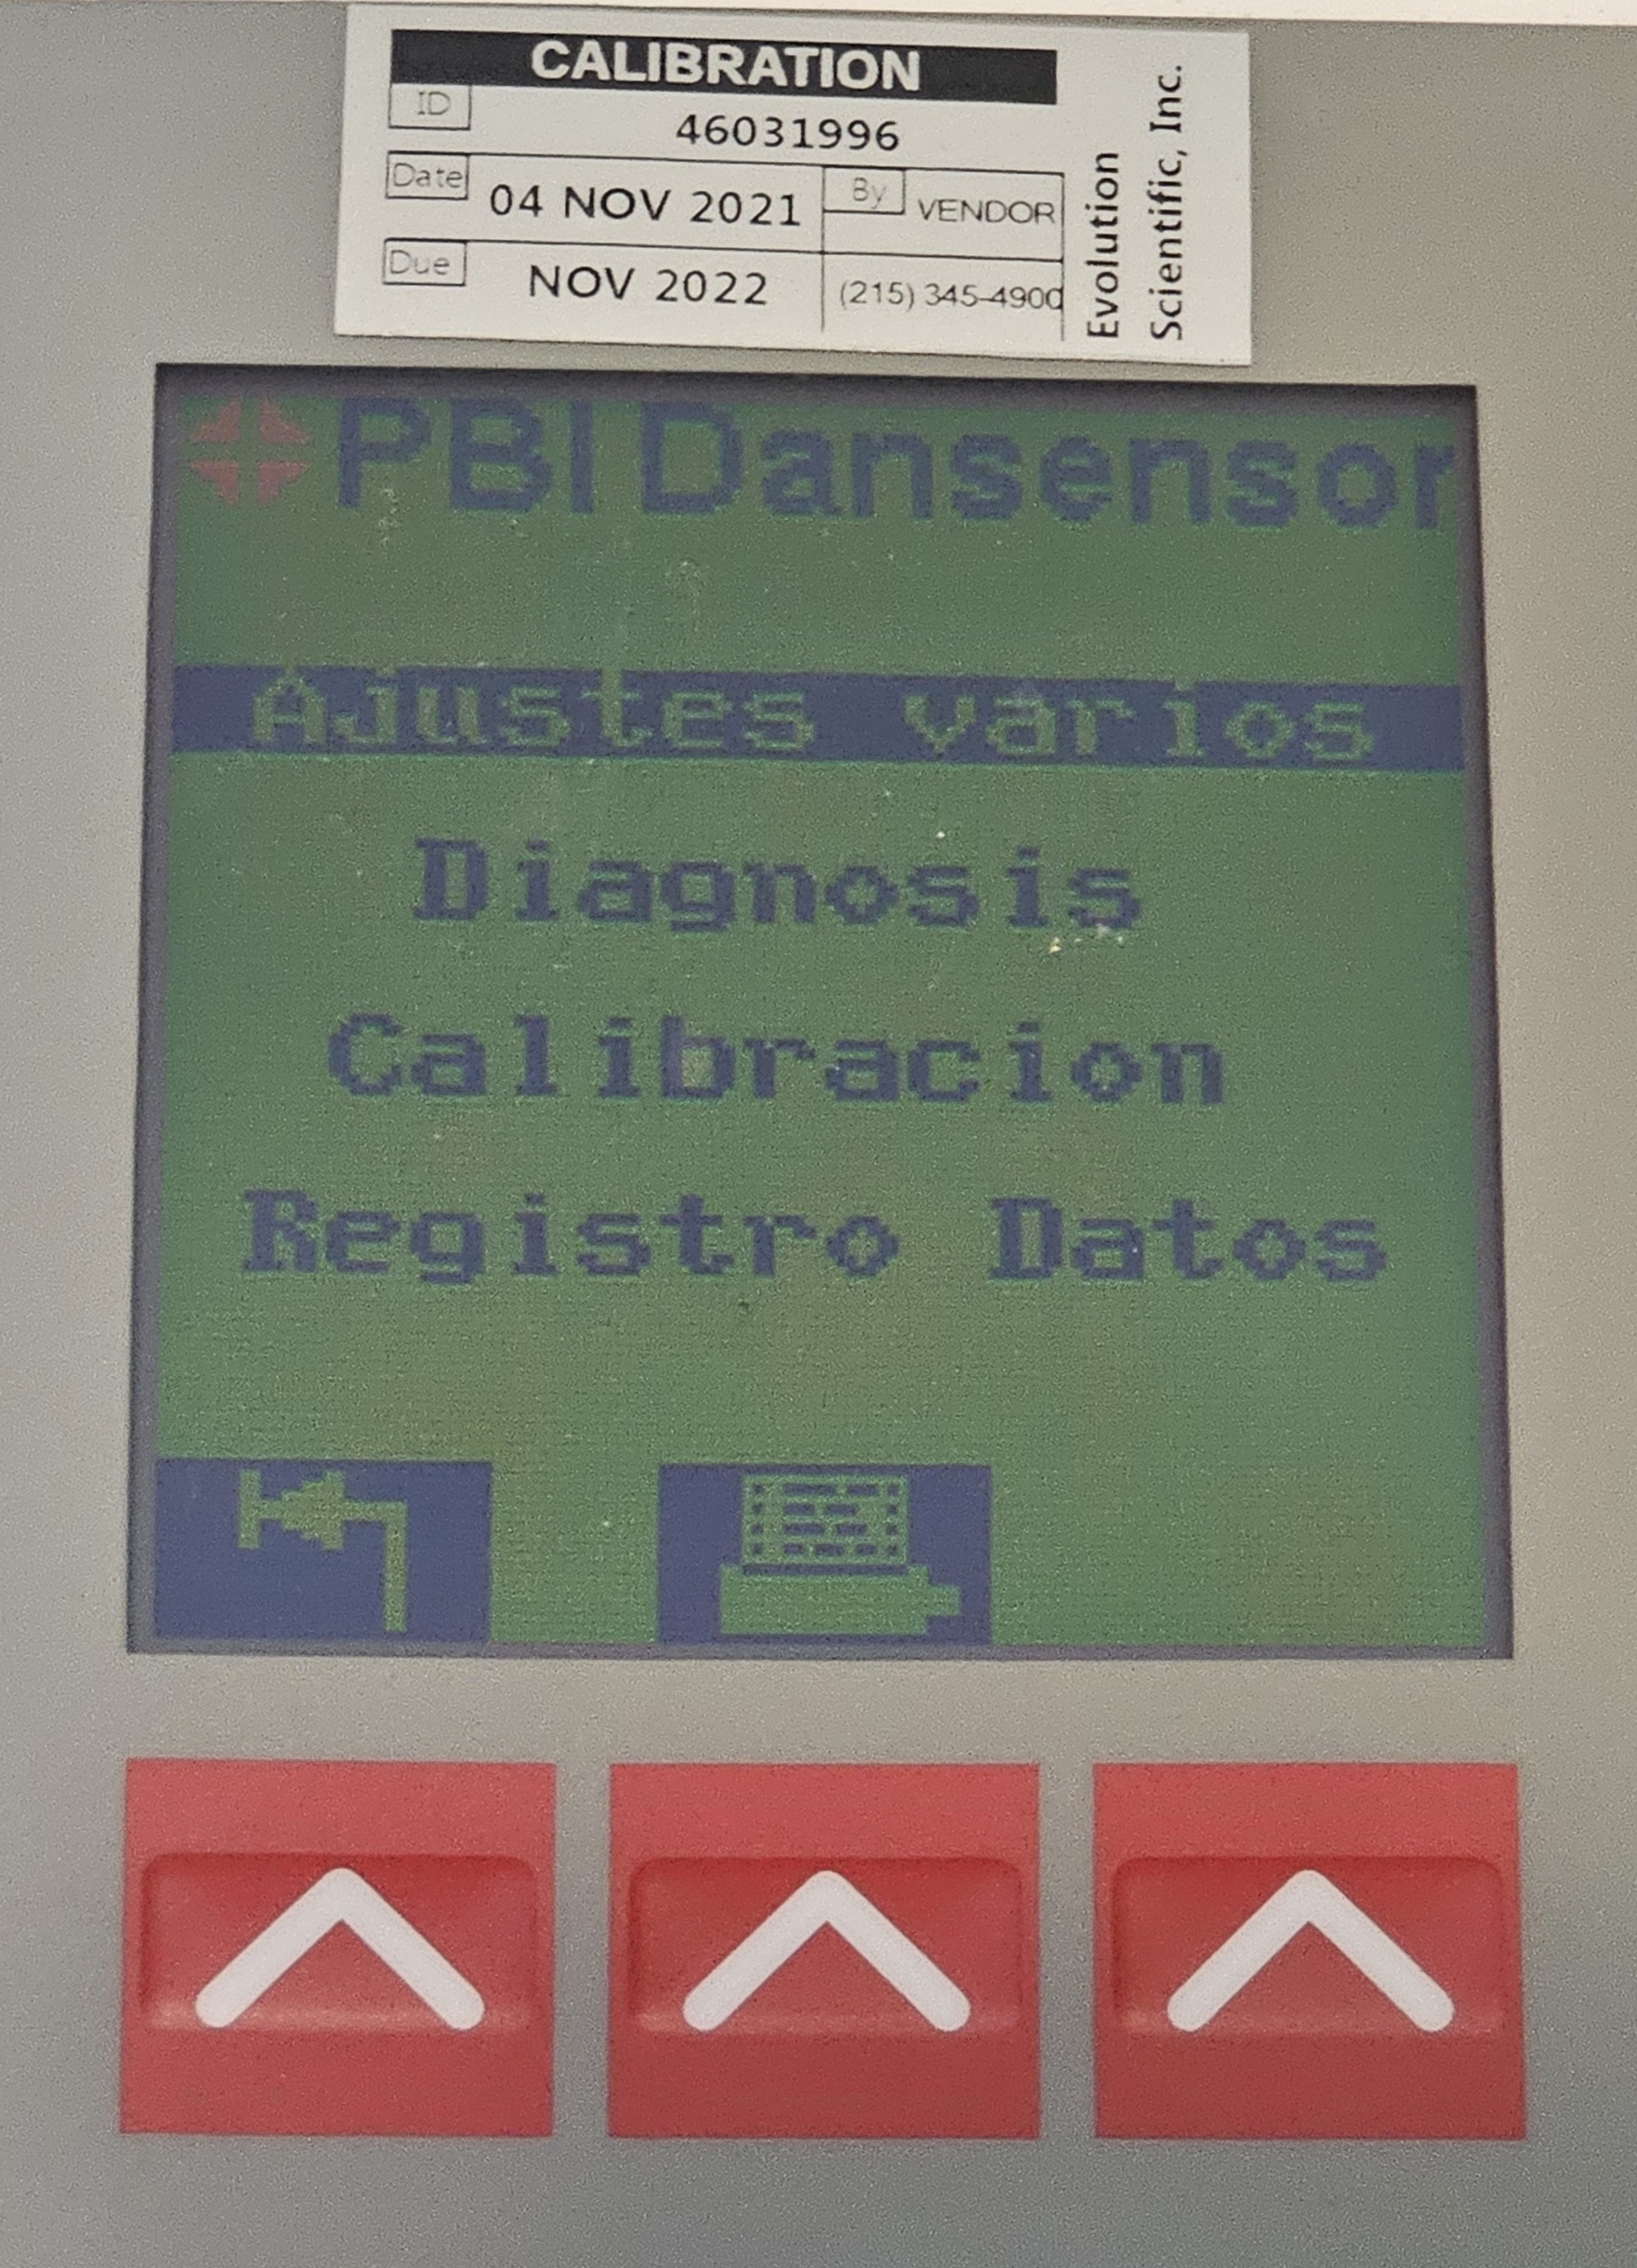 CALIBRATION
ID
46031996
Date 04 NOV 2021 By VENDOR
Due NOV 2022 (215) 345-4900
Evolution
Scientific, Inc.
PBI Dansensor
Ajustes varios
Diagnosis
Calibracion
Registro Datos